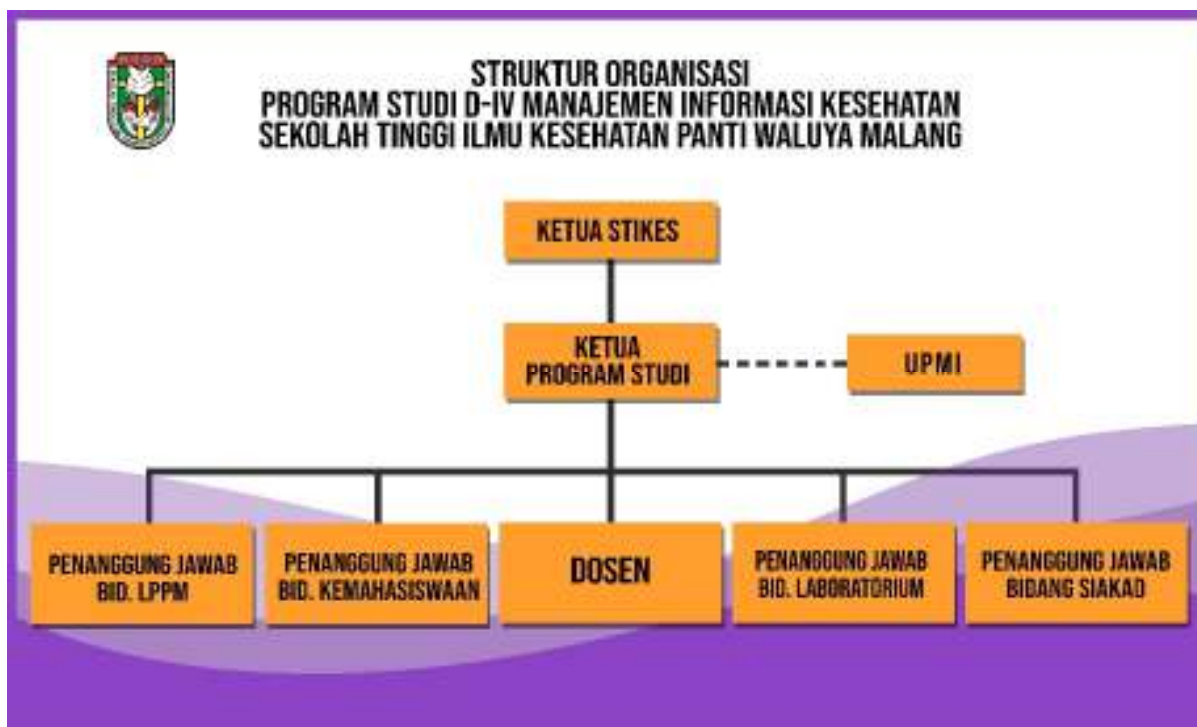 STRUKTUR ORGANISASI
PROGRAM STUDI D-IV MANAJEMEN INFORMASI KESEHATAN
SEKOLAH TINGGI ILMU KESEHATAN PANTI WALUYA MALANG
KETUA STIKES
KETUA
PROGRAM STUDI
UPMI
PENANGGUNG JAWAB
BID. LPPM
PENANGGUNG JAWAB
BID. KEMAHASISWAAN
DOSEN
PENANGGUNG JAWAB
BID. LABORATORIUM
PENANGGUNG JAWAB
BIDANG SIAKAD